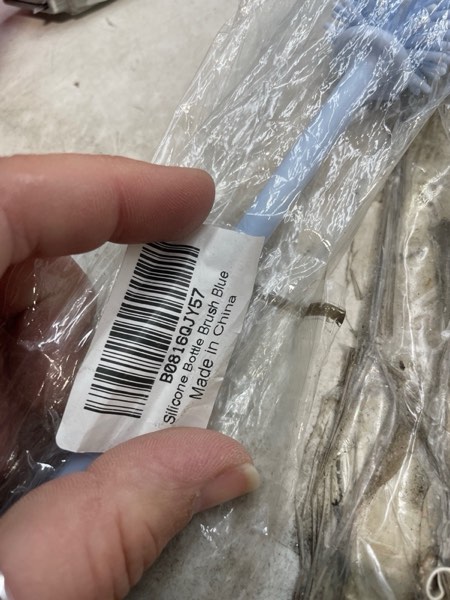 B0816QJY57
Silicone Bottle Brush Blue
Made in China